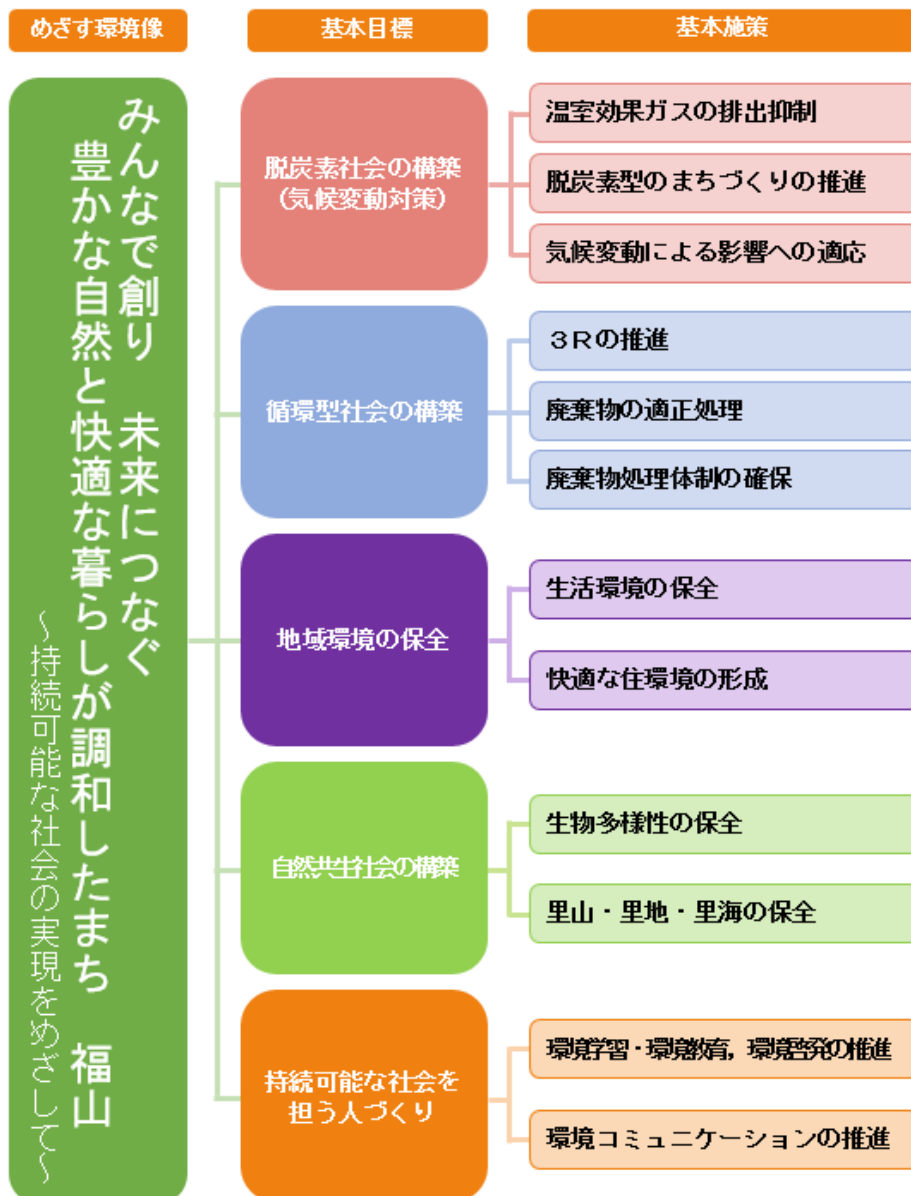 めざす環境像
基本目標
基本施策
みんなで創り　未来につなぐ
豊かな自然と快適な暮らしが調和したまち　福山
～持続可能な社会の実現をめざして～
脱炭素社会の構築
(気候変動対策)
温室効果ガスの排出抑制
脱炭素型のまちづくりの推進
気候変動による影響への適応
循環型社会の構築
３Rの推進
廃棄物の適正処理
廃棄物処理体制の確保
地域環境の保全
生活環境の保全
快適な住環境の形成
自然共生社会の構築
生物多様性の保全
里山・里地・里海の保全
持続可能な社会を
担う人づくり
環境学習・環境教育，環境啓発の推進
環境コミュニケーションの推進